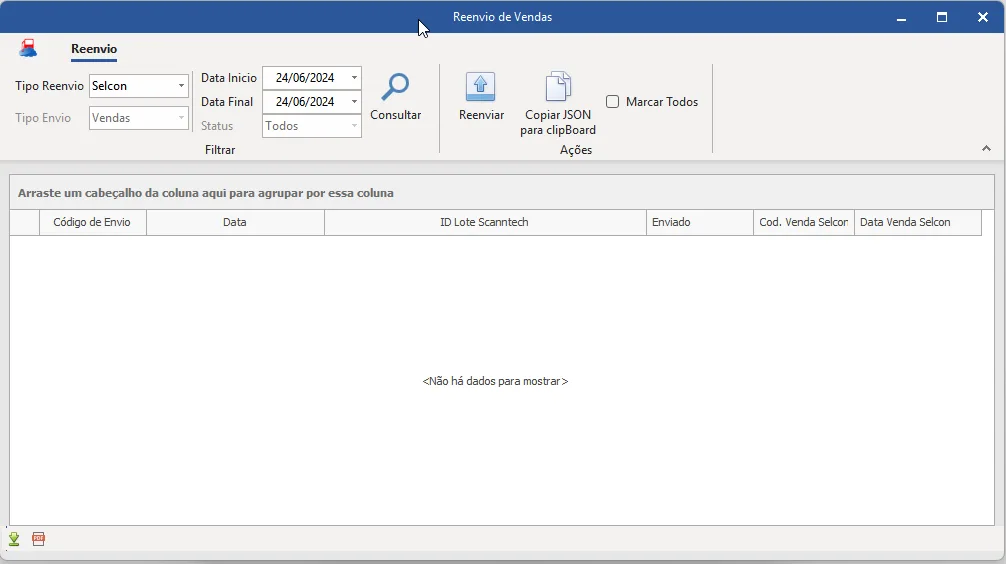 Reenvio de Vendas
Reenvio
Tipo Reenvio Selcon
Tipo Envio Vendas
Data Inicio 24/06/2024
Data Final 24/06/2024
Status Todos
Consultar
Filtrar
Reenviar
Copiar JSON
para clipBoard
Marcar Todos
Ações
Arraste um cabeçalho da coluna aqui para agrupar por essa coluna
Código de Envio Data ID Lote Scanntech Enviado Cod. Venda Selcon Data Venda Selcon
<Não há dados para mostrar>
PDF